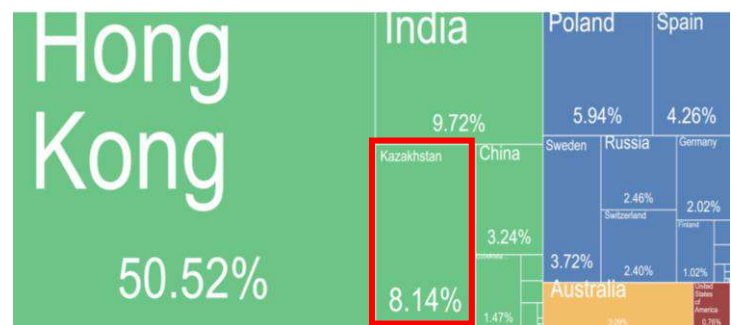 Hong
Kong
50.52%
India
9.72%
Kazakhstan
8.14%
China
3.24%
1.47%
Poland
5.94%
Spain
4.26%
Sweden
3.72%
Russia
2.46%
Switzerland
2.40%
Germany
2.02%
Finland
1.02%
Australia
United
States
of
America
0.76%